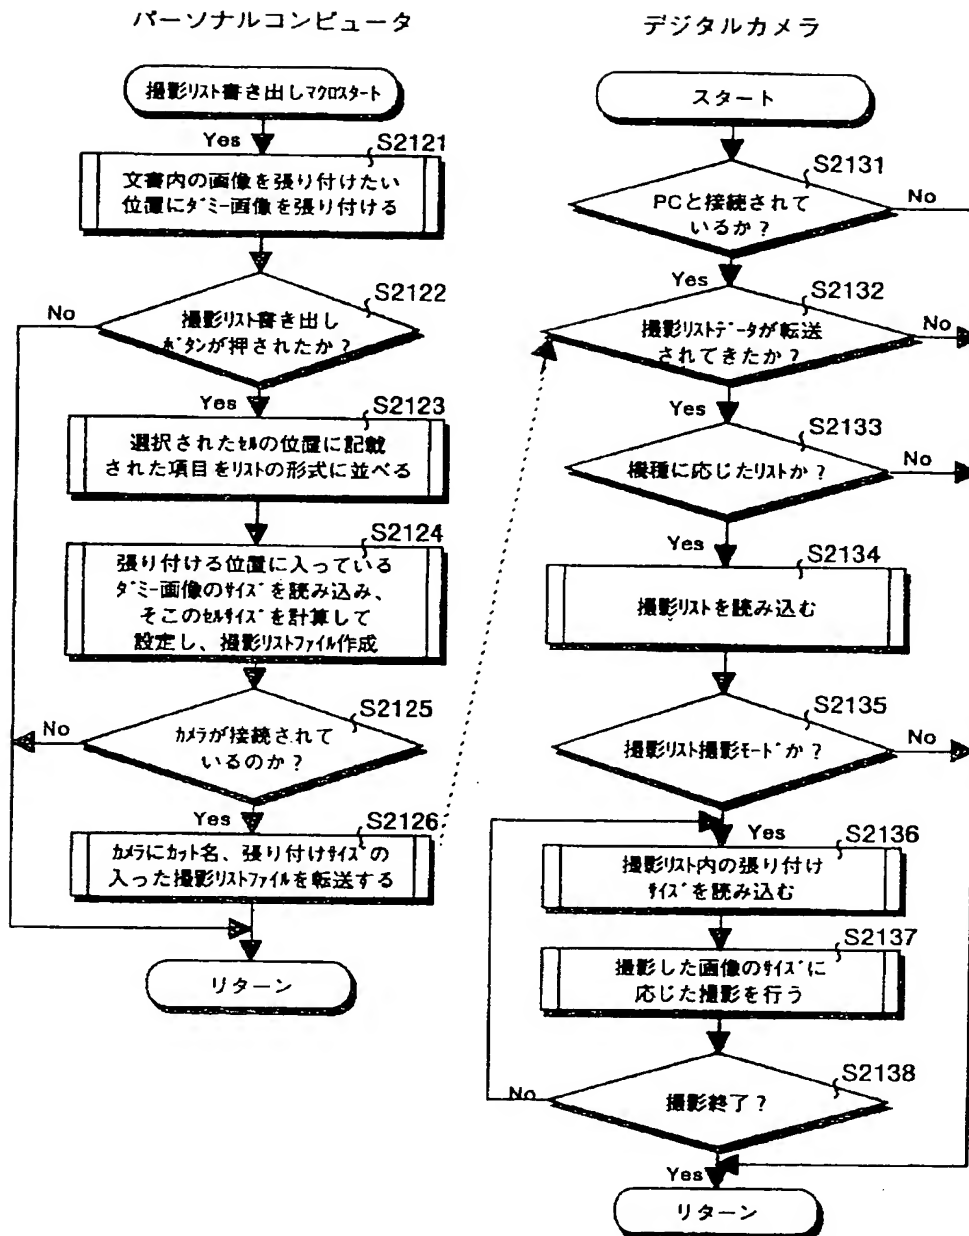 パーソナルコンピュータ
撮影リスト書き出しマクロスタート
Yes
S2121
文書内の画像を張り付けたい
位置にダミー画像を張り付ける
S2122
No
撮影リスト書き出し
ボタンが押されたか?
Yes
S2123
選択されたセルの位置に記載
された項目をリストの形式に並べる
S2124
張り付ける位置に入っている
ダミー画像のサイズを読み込み、
そこのセルサイズを計算して
設定し、撮影リストファイル作成
S2125
No
カメラが接続されて
いるのか?
Yes
S2126
カメラにカット名、張り付けサイズの
入った撮影リストファイルを転送する
リターン
デジタルカメラ
スタート
S2131
PCと接続されて
いるか?
No
Yes
S2132
撮影リストデータが転送
されてきたか?
No
Yes
S2133
機種に応じたリストか?
No
Yes
S2134
撮影リストを読み込む
S2135
撮影リスト撮影モードか?
No
Yes
S2136
撮影リスト内の張り付け
サイズを読み込む
S2137
撮影した画像のサイズに
応じた撮影を行う
S2138
No
撮影終了?
Yes
リターン